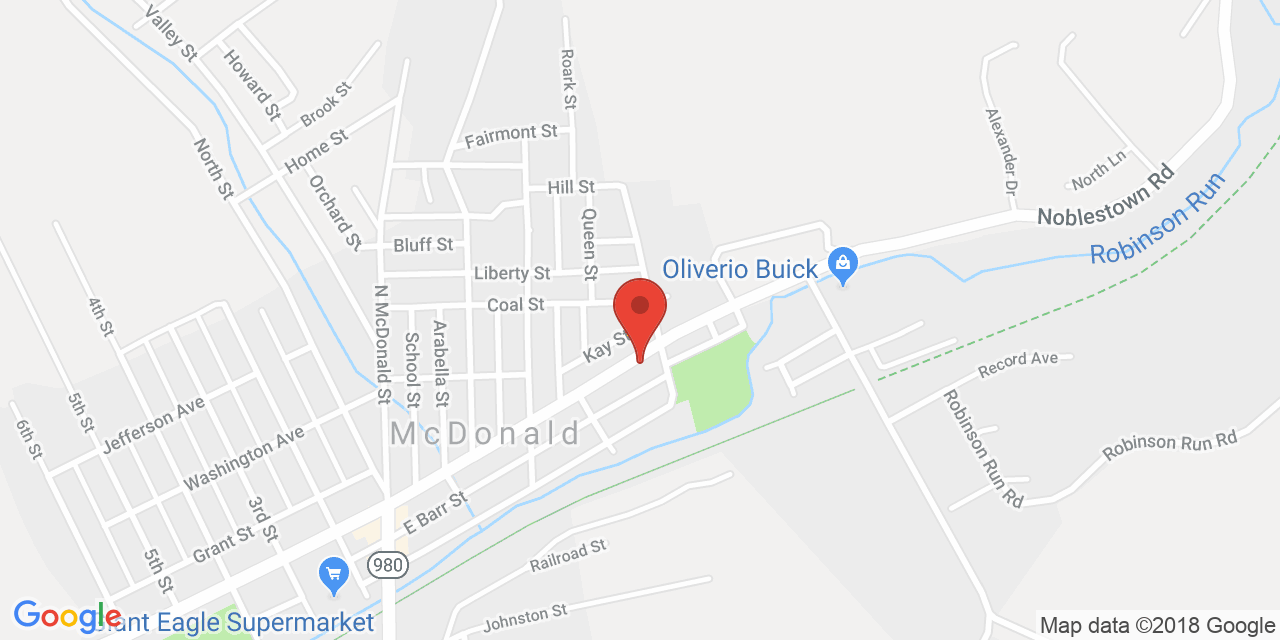 Valley St
Howard St
Brook St
Home St
North St
Orchard St
Roark St
Fairmont St
Hill St
Queen St
Bluff St
Liberty St
Coal St
Kay St
N McDonald St
School St
Arabella St
Alexander Dr
North Ln
Noblestown Rd
Robinson Run
Oliverio Buick
4th St
5th St
6th St
Jefferson Ave
Washington Ave
McDonald
Record Ave
Robinson Run Rd
Robinson Run Rd
3rd St
Grant St
5th St
E Barr St
980
Railroad St
Johnston St
Giant Eagle Supermarket
Google
Map data ©2018 Google